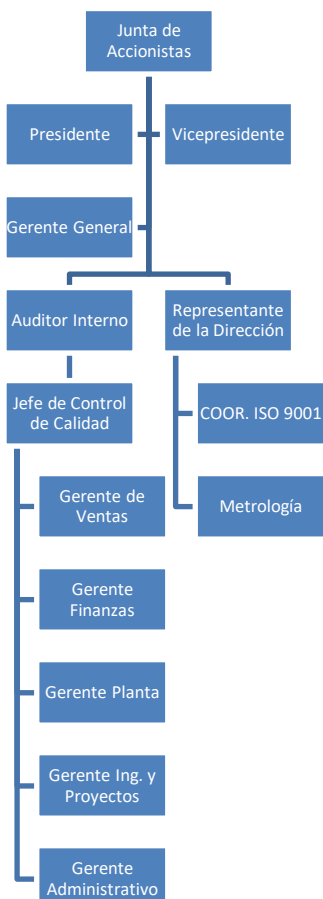 Junta de
Accionistas
Presidente
Vicepresidente
Gerente General
Auditor Interno
Representante
de la Dirección
Jefe de Control
de Calidad
COOR. ISO 9001
Gerente de
Ventas
Metrología
Gerente
Finanzas
Gerente Planta
Gerente Ing. y
Proyectos
Gerente
Administrativo